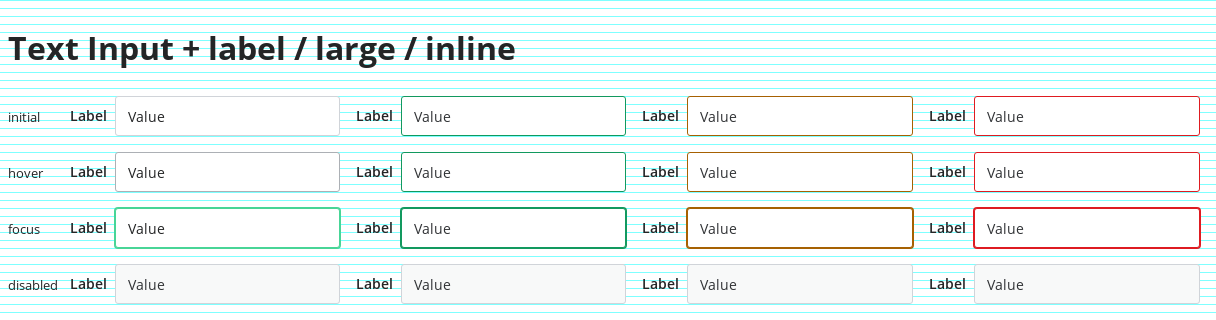 Text Input + label / large / inline
initial Label Value Label Value Label Value Label Value
hover Label Value Label Value Label Value Label Value
focus Label Value Label Value Label Value Label Value
disabled Label Value Label Value Label Value Label Value